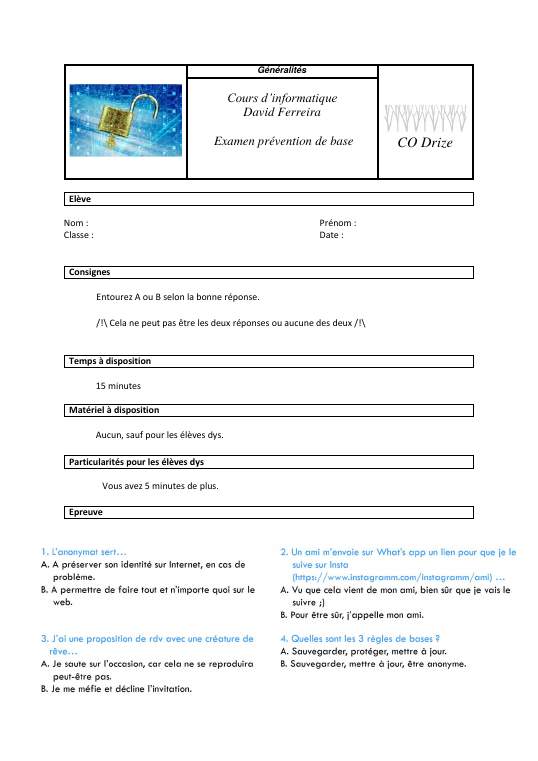 Généralités
Cours d'informatique
David Ferreira
Examen prévention de base
CO Drize
Elève
Nom :
Prénom :
Classe :
Date :
Consignes
Entourez A ou B selon la bonne réponse.
/!\ Cela ne peut pas être les deux réponses ou aucune des deux /!\
Temps à disposition
15 minutes
Matériel à disposition
Aucun, sauf pour les élèves dys.
Particularités pour les élèves dys
Vous avez 5 minutes de plus.
Epreuve
1. L'anonymat sert…
A. A préserver son identité sur Internet, en cas de
problème.
B. A permettre de faire tout et n'importe quoi sur le
web.
2. Un ami m'envoie sur What's app un lien pour que je le
suive sur Insta
(https://www.instagramm.com/instagramm/ami) …
A. Vu que cela vient de mon ami, bien sûr que je vais le
suivre ;)
B. Pour être sûr, j'appelle mon ami.
3. J'ai une proposition de rdv avec une créature de
rêve…
A. Je saute sur l'occasion, car cela ne se reproduira
peut-être pas.
B. Je me méfie et décline l'invitation.
4. Quelles sont les 3 règles de bases ?
A. Sauvegarder, protéger, mettre à jour.
B. Sauvegarder, mettre à jour, être anonyme.